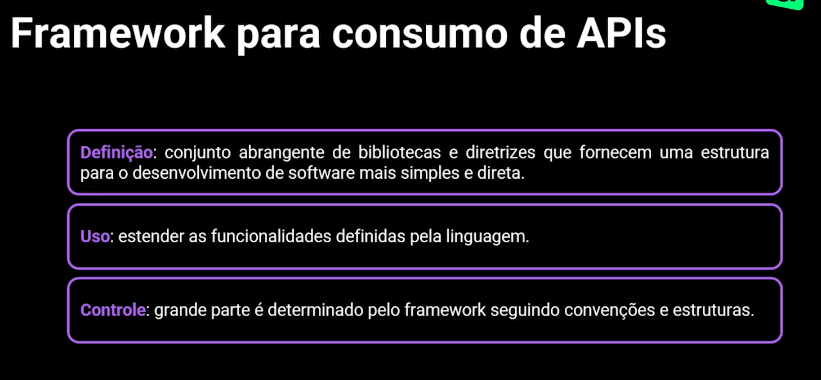 Framework para consumo de APIs
Definição: conjunto abrangente de bibliotecas e diretrizes que fornecem uma estrutura
para o desenvolvimento de software mais simples e direta.
Uso: estender as funcionalidades definidas pela linguagem.
Controle: grande parte é determinado pelo framework seguindo convenções e estruturas.